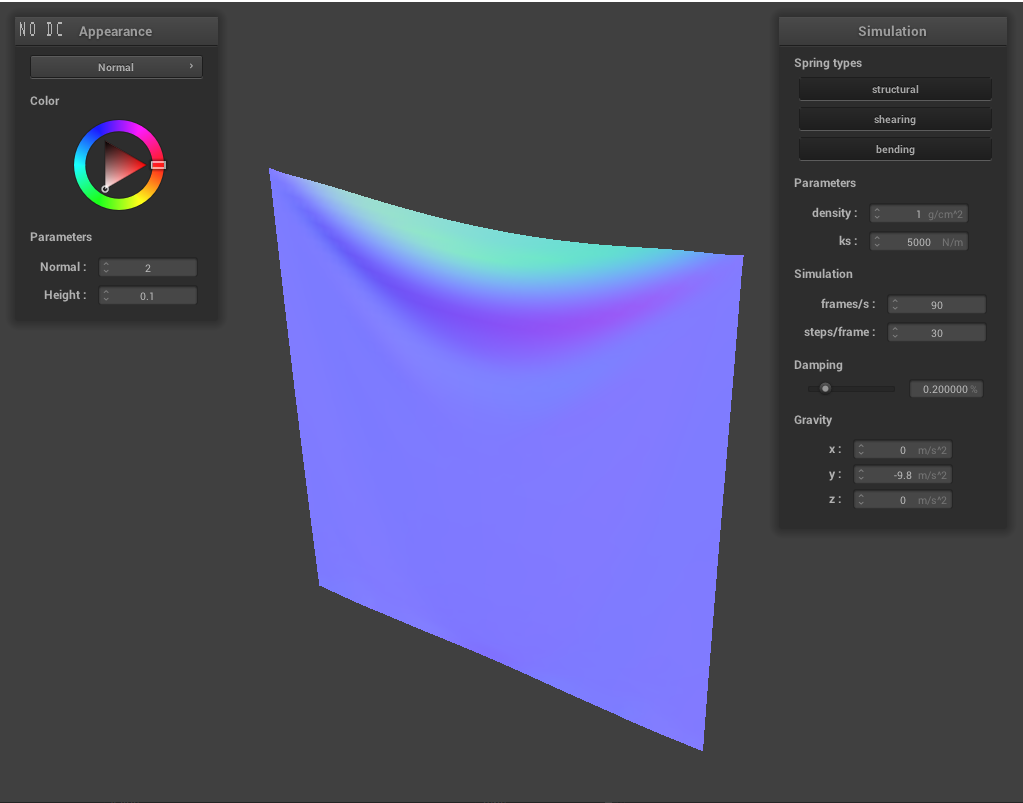 NO DC Appearance
Normal
Color
Parameters
Normal : 2
Height : 0.1
Simulation
Spring types
structural
shearing
bending
Parameters
density : 1 g/cm^2
ks : 5000 N/m
Simulation
frames/s : 90
steps/frame : 30
Damping
0.200000 %
Gravity
x : 0 m/s^2
y : -9.8 m/s^2
z : 0 m/s^2